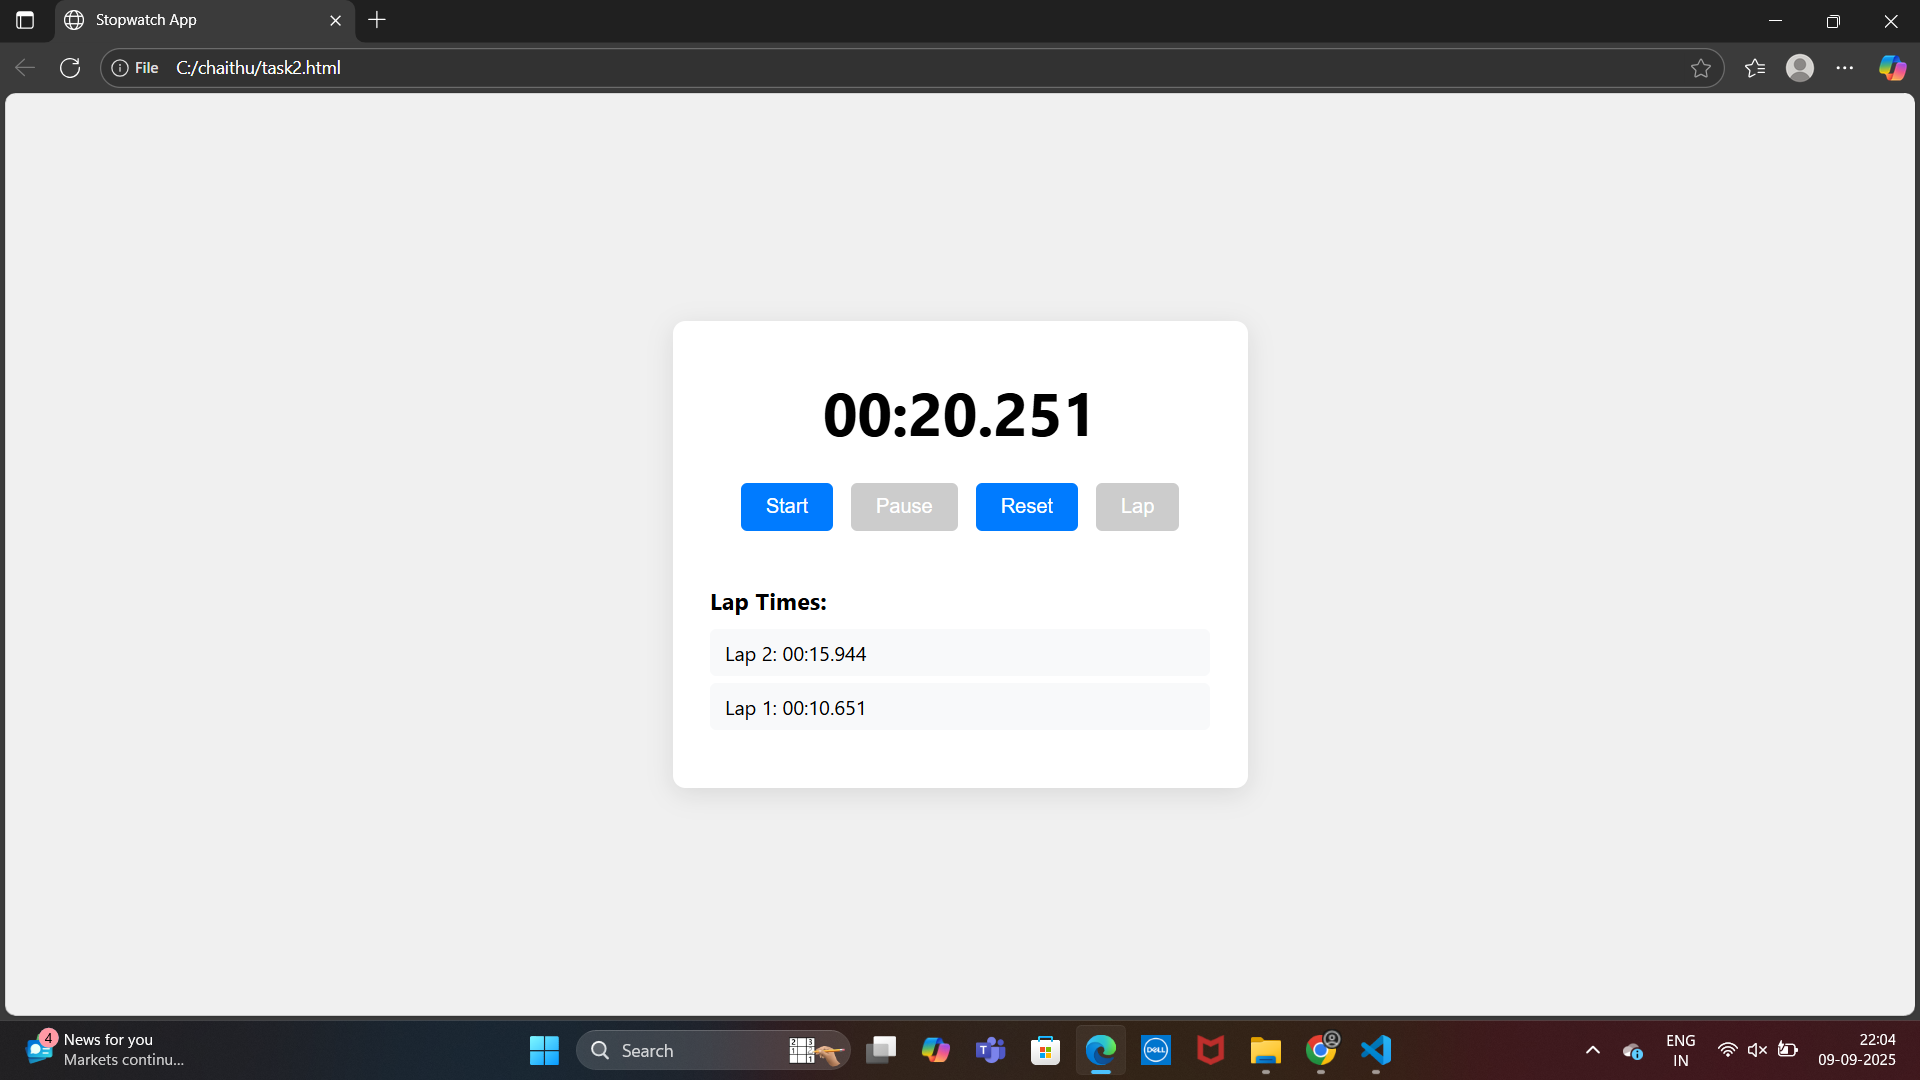 Stopwatch App
File C:/chaithu/task2.html
00:20.251
Start Pause Reset Lap
Lap Times:
Lap 2: 00:15.944
Lap 1: 00:10.651
4 News for you
Markets continu...
Search
DELL
ENG
IN
22:04
09-09-2025